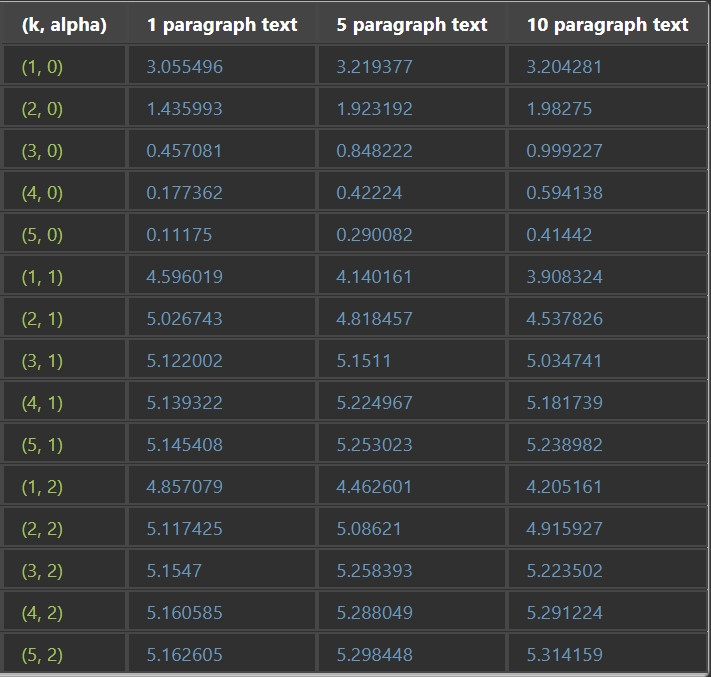 (k, alpha) 1 paragraph text 5 paragraph text 10 paragraph text
(1, 0) 3.055496 3.219377 3.204281
(2, 0) 1.435993 1.923192 1.98275
(3, 0) 0.457081 0.848222 0.999227
(4, 0) 0.177362 0.42224 0.594138
(5, 0) 0.11175 0.290082 0.41442
(1, 1) 4.596019 4.140161 3.908324
(2, 1) 5.026743 4.818457 4.537826
(3, 1) 5.122002 5.1511 5.034741
(4, 1) 5.139322 5.224967 5.181739
(5, 1) 5.145408 5.253023 5.238982
(1, 2) 4.857079 4.462601 4.205161
(2, 2) 5.117425 5.08621 4.915927
(3, 2) 5.1547 5.258393 5.223502
(4, 2) 5.160585 5.288049 5.291224
(5, 2) 5.162605 5.298448 5.314159